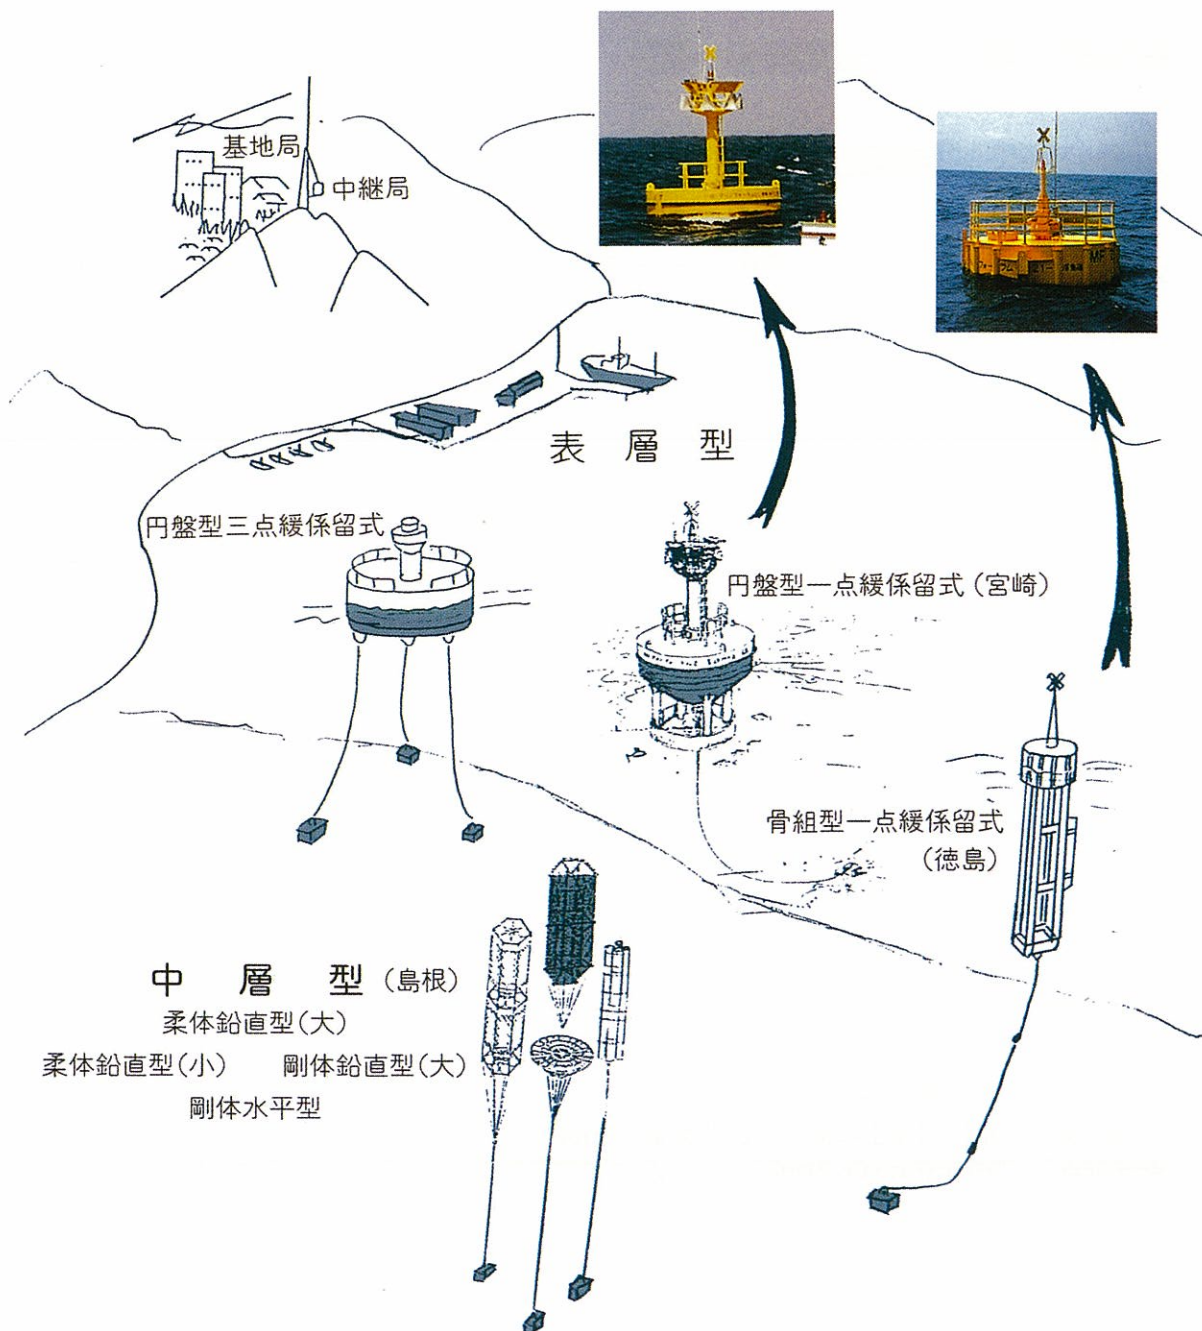 基地局
中継局
表層型
円盤型三点緩係留式
円盤型一点緩係留式(宮崎)
骨組型一点緩係留式
(徳島)
中層型(島根)
柔体鉛直型(大)
柔体鉛直型(小)　剛体鉛直型(大)
剛体水平型